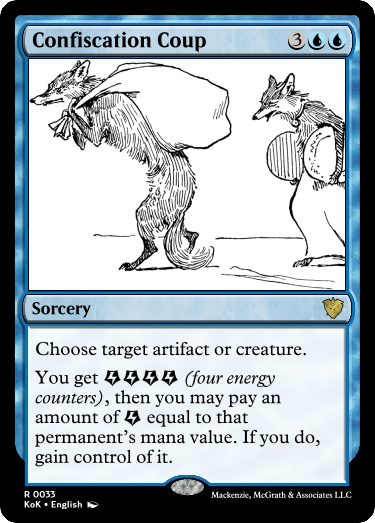 Confiscation Coup 3
Sorcery
Choose target artifact or creature.
You get (four energy
counters), then you may pay an
amount of equal to that
permanent's mana value. If you do,
gain control of it.
R 0033
KoK • English Mackenzie, McGrath & Associates LLC